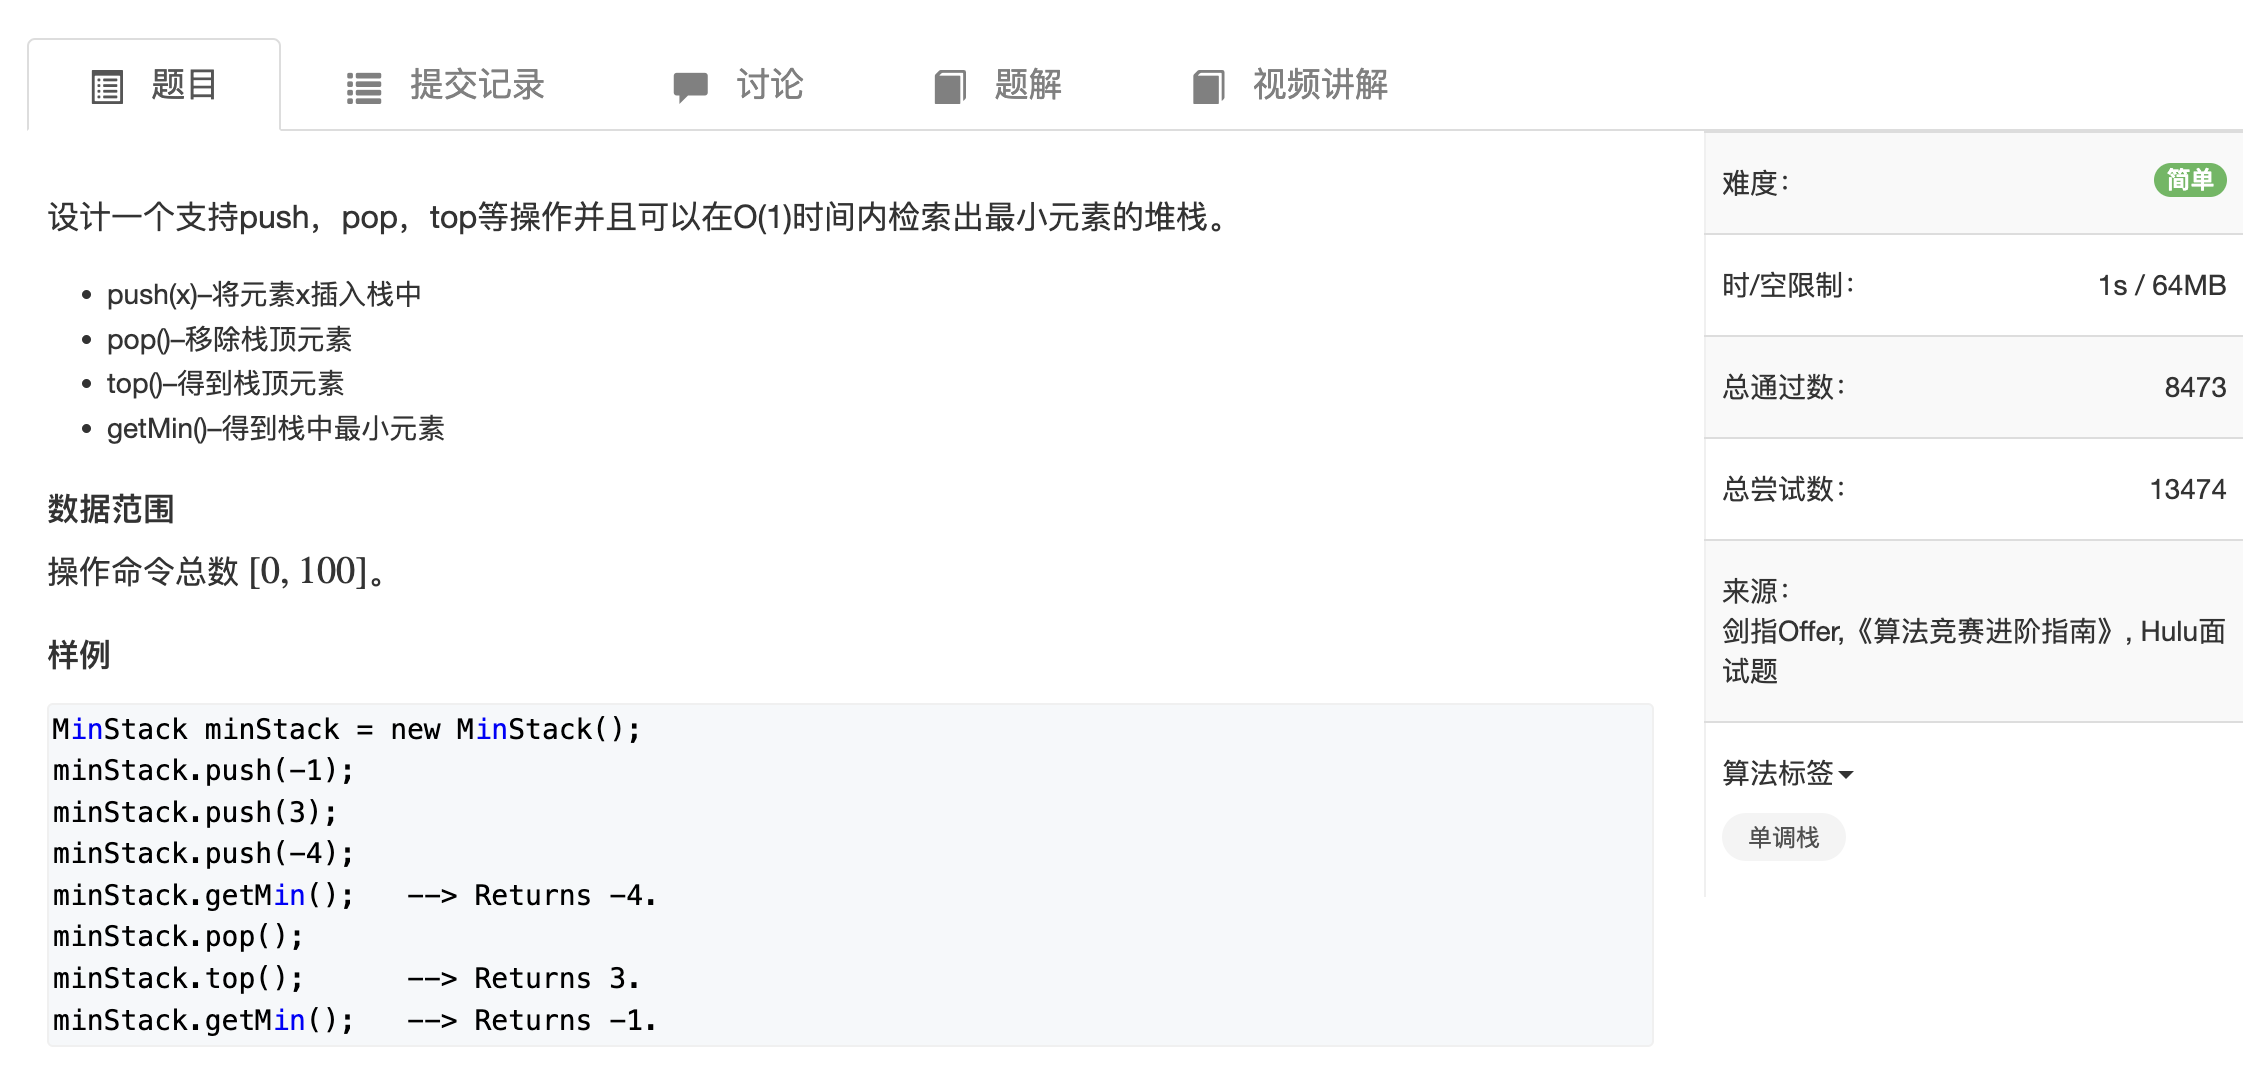 题目
提交记录
讨论
题解
视频讲解
设计一个支持push，pop，top等操作并且可以在O(1)时间内检索出最小元素的堆栈。
push(x)–将元素x插入栈中
pop()–移除栈顶元素
top()–得到栈顶元素
getMin()–得到栈中最小元素
数据范围
操作命令总数 [0, 100]。
样例
MinStack minStack = new MinStack();
minStack.push(-1);
minStack.push(3);
minStack.push(-4);
minStack.getMin();   --> Returns -4.
minStack.pop();
minStack.top();      --> Returns 3.
minStack.getMin();   --> Returns -1.
难度：
简单
时/空限制：
1s / 64MB
总通过数：
8473
总尝试数：
13474
来源：
剑指Offer,《算法竞赛进阶指南》, Hulu面
试题
算法标签
单调栈